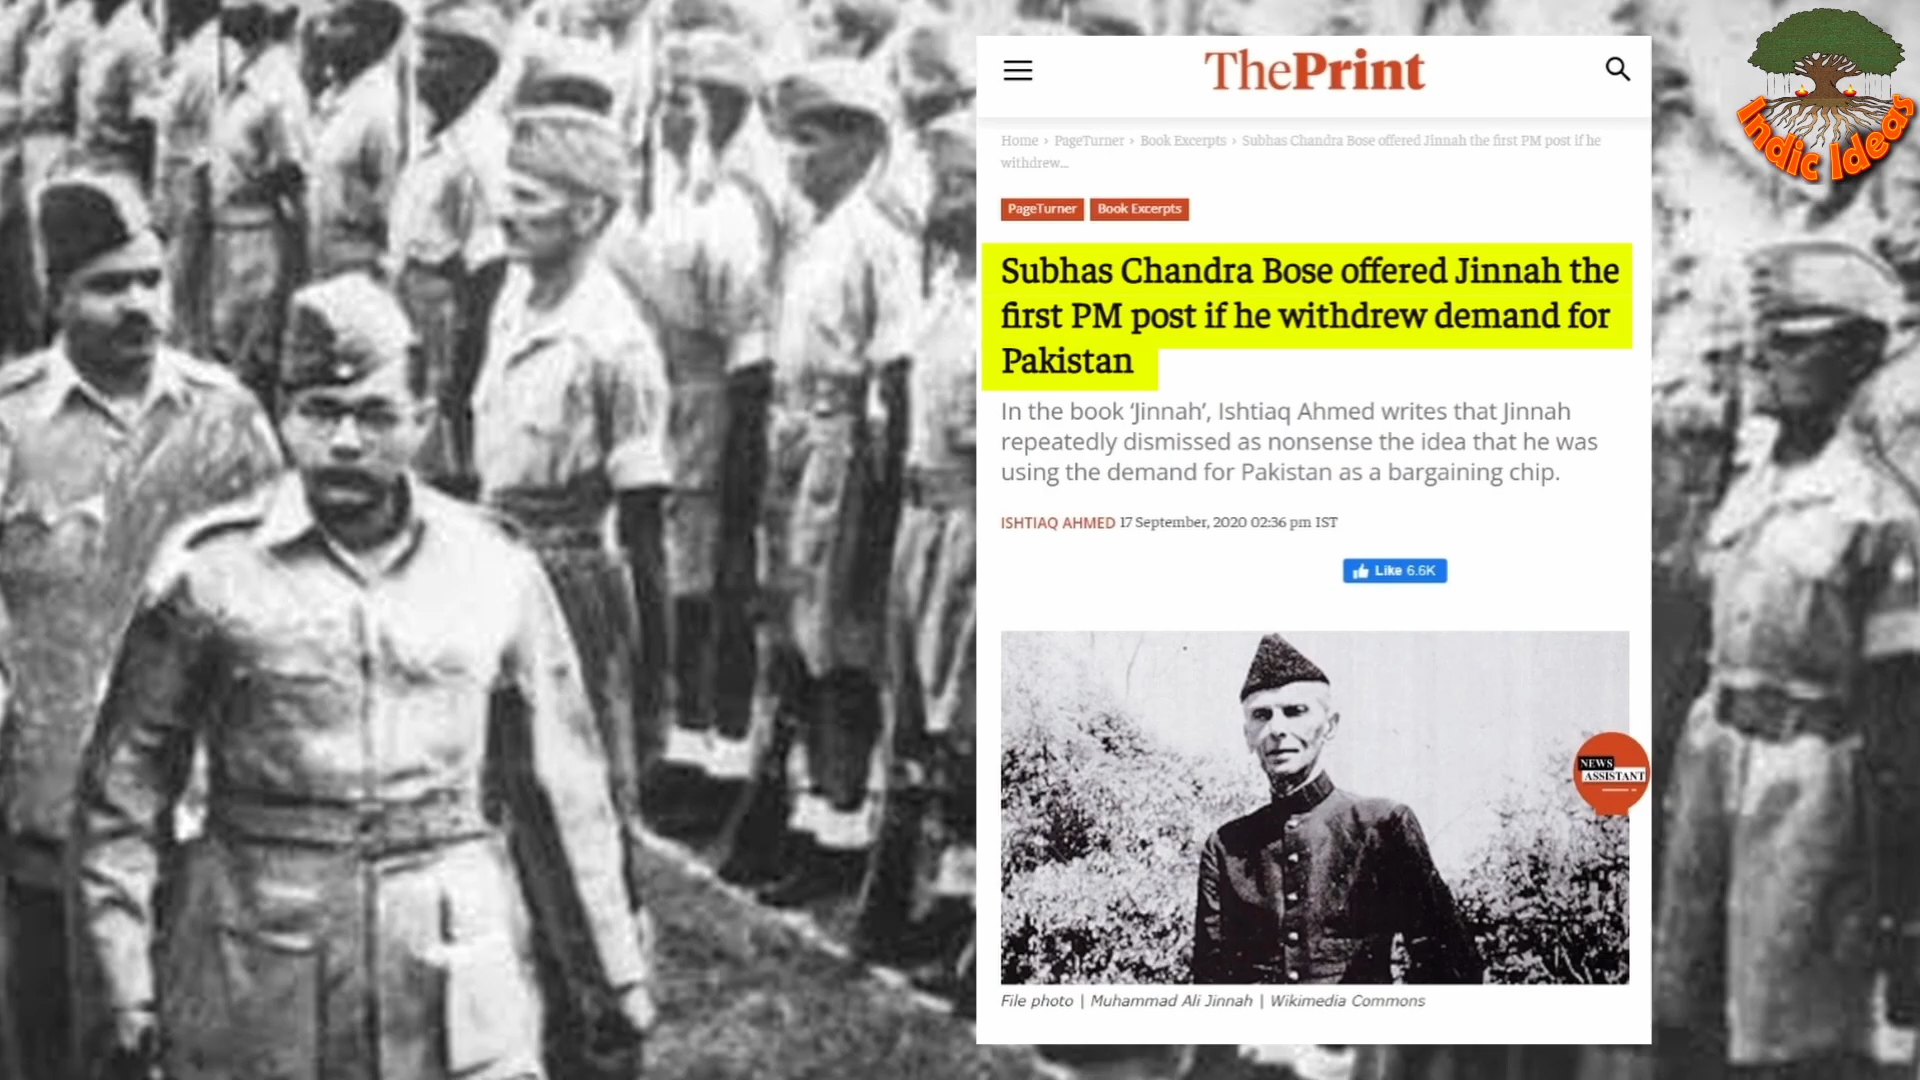 ThePrint
Home › PageTurner › Book Excerpts › Subhas Chandra Bose offered Jinnah the first PM post if he
withdrew...
PageTurner Book Excerpts
Subhas Chandra Bose offered Jinnah the
first PM post if he withdrew demand for
Pakistan
In the book ‘Jinnah’, Ishtiaq Ahmed writes that Jinnah
repeatedly dismissed as nonsense the idea that he was
using the demand for Pakistan as a bargaining chip.
ISHTIAQ AHMED 17 September, 2020 02:36 pm IST
Like 6.6K
NEWS
ASSISTANT
File photo | Muhammad Ali Jinnah | Wikimedia Commons
Indic Ideas